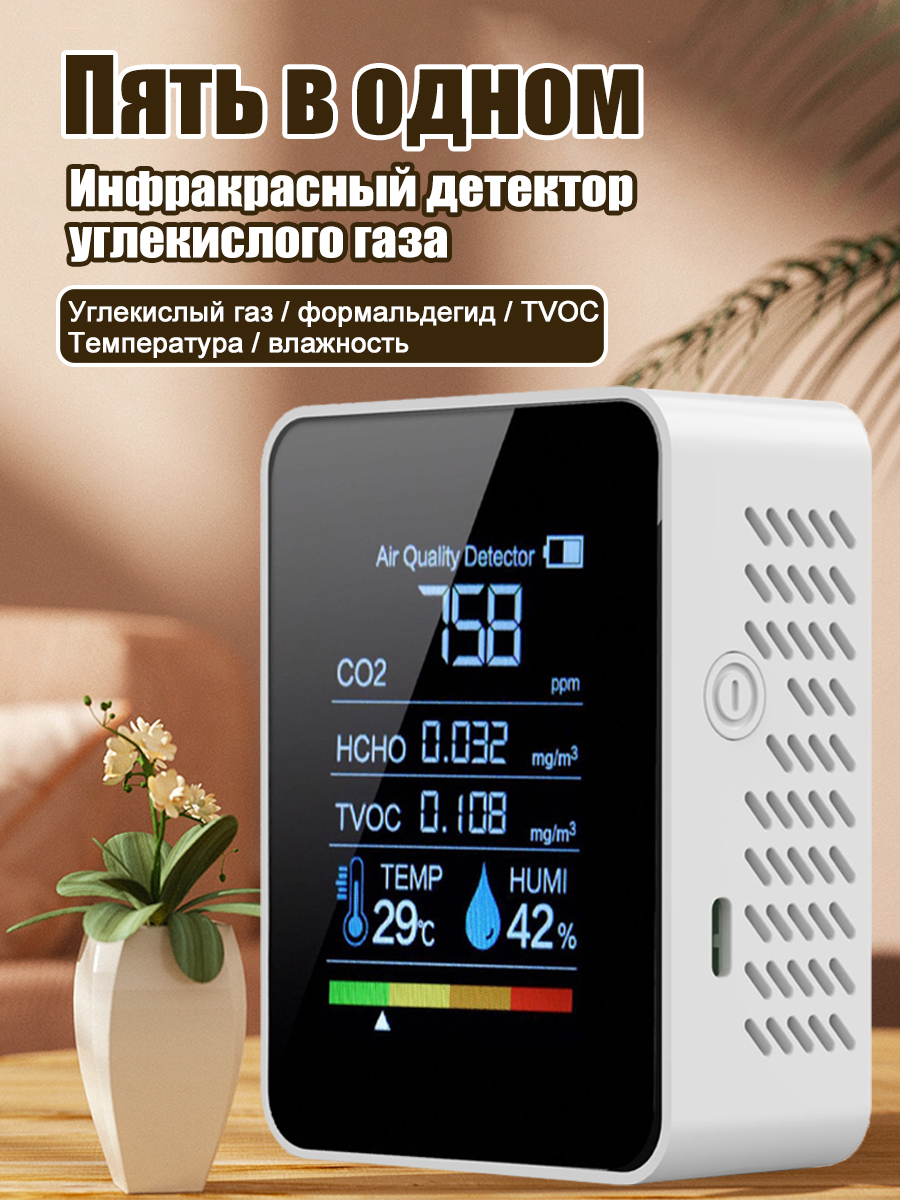 Пять в одном
Инфракрасный детектор
углекислого газа
Углекислый газ / формальдегид / TVOC
Температура / влажность
Air Quality Detector
758
CO2
ppm
HCHO 0.032 mg/m³
TVOC 0.108 mg/m³
TEMP HUMI
29℃ 42%